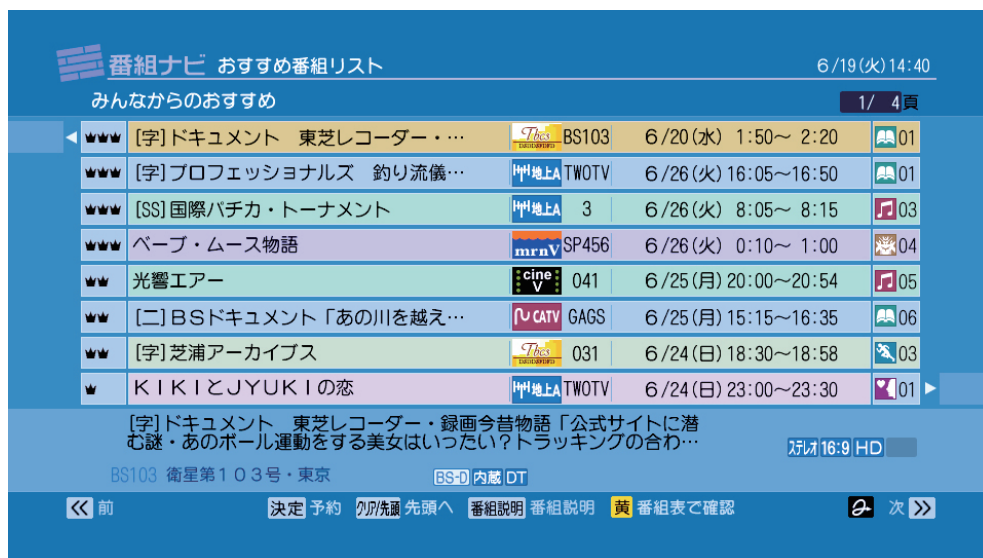 番組ナビ おすすめ番組リスト 6/19(火)14:40
みんなからのおすすめ 1/ 4頁
[字]ドキュメント 東芝レコーダー・… Tbcs BS103 6/20(水) 1:50〜 2:20 01
[字]プロフェッショナルズ 釣り流儀… 地上A TWOTV 6/26(火)16:05〜16:50 01
[SS]国際バチカ・トーナメント 地上A 3 6/26(火) 8:05〜 8:15 03
ベーブ・ムース物語 mrnV SP456 6/26(火) 0:10〜 1:00 04
光響エアー cine V 041 6/25(月)20:00〜20:54 05
[二]BSドキュメント「あの川を越え… CATV GAGS 6/25(月)15:15〜16:35 06
[字]芝浦アーカイブス Tbcs 031 6/24(日)18:30〜18:58 03
KIKIとJYUKIの恋 地上A TWOTV 6/24(日)23:00〜23:30 01
[字]ドキュメント 東芝レコーダー・録画今昔物語「公式サイトに潜
む謎・あのボール運動をする美女はいったい?トラッキングの合わ…
ステレオ 16:9 HD
BS103 衛星第103号・東京 BS-D 内蔵 DT
前 決定 予約 クリア/先頭 先頭へ 番組説明 番組説明 黄 番組表で確認 次